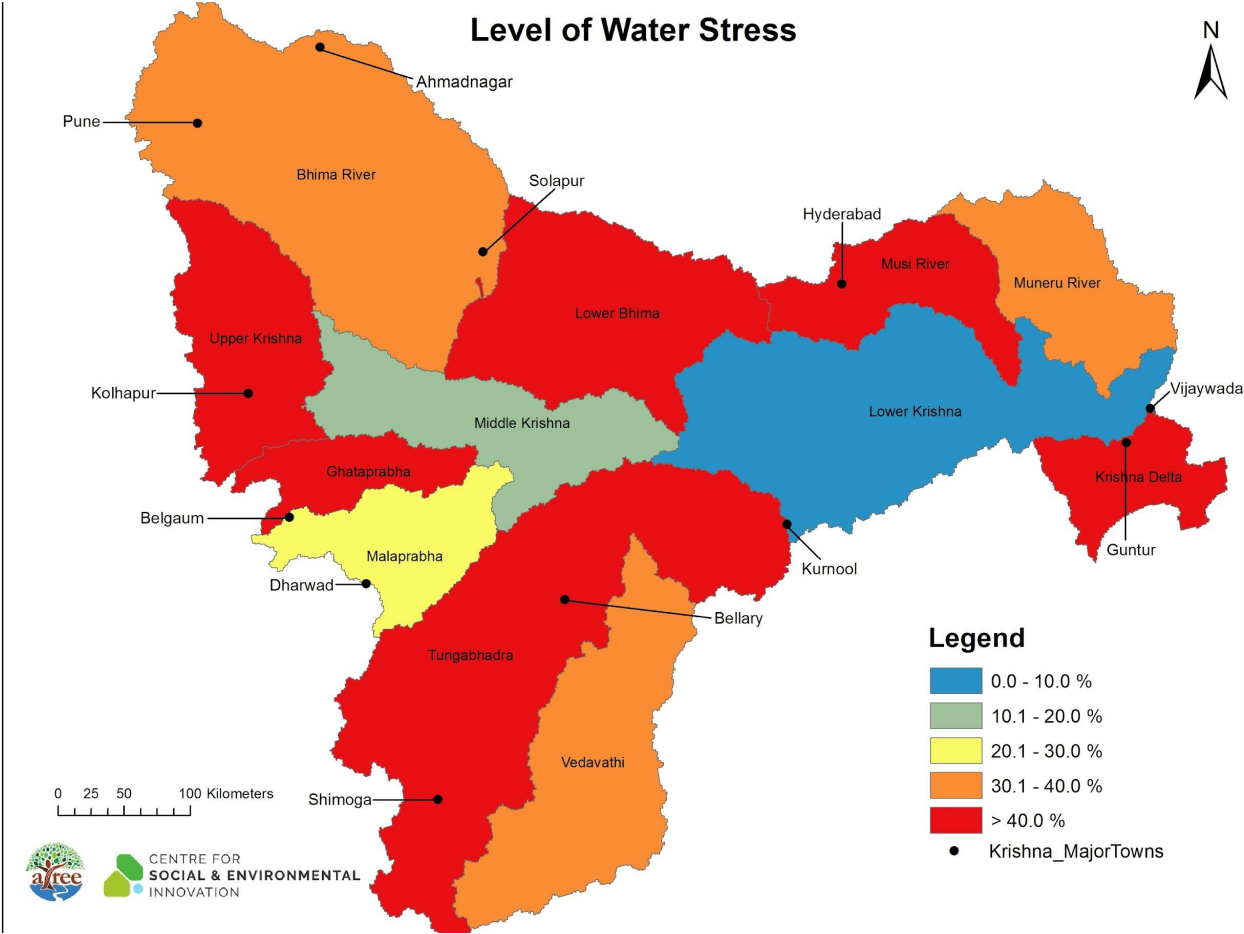 Level of Water Stress
N
Ahmadnagar
Pune
Bhima River
Solapur
Hyderabad
Musi River
Muneru River
Lower Bhima
Upper Krishna
Kolhapur
Vijaywada
Lower Krishna
Middle Krishna
Ghataprabha
Krishna Delta
Belgaum
Malaprabha
Guntur
Kurnool
Dharwad
Bellary
Tungabhadra
Vedavathi
Shimoga
Legend
0.0 - 10.0 %
10.1 - 20.0 %
20.1 - 30.0 %
30.1 - 40.0 %
> 40.0 %
Krishna_MajorTowns
0 25 50 100 Kilometers
atree
CENTRE FOR
SOCIAL & ENVIRONMENTAL
INNOVATION